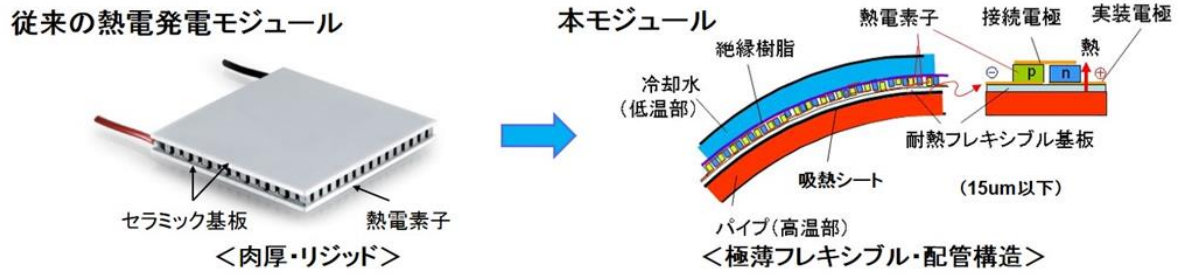 従来の熱電発電モジュール
セラミック基板
熱電素子
＜肉厚・リジッド＞
本モジュール
熱電素子
接続電極
実装電極
絶縁樹脂
熱
冷却水
(低温部)
⊖
p
n
⊕
耐熱フレキシブル基板
吸熱シート
(15um以下)
パイプ(高温部)
＜極薄フレキシブル・配管構造＞